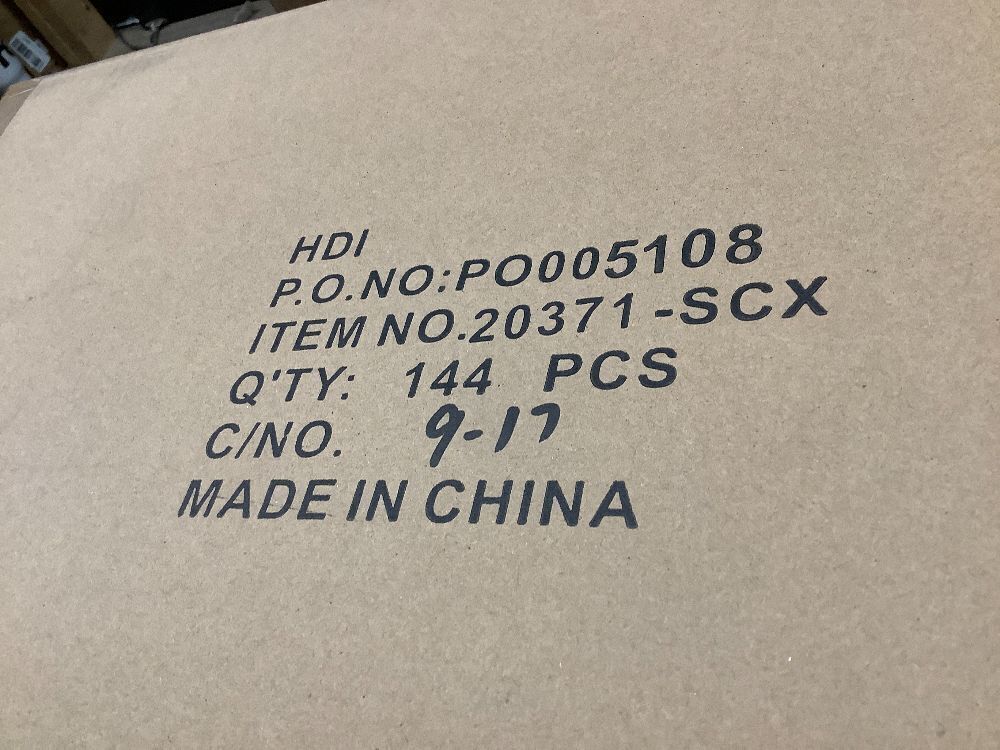 HDI
P.O.NO:PO005108
ITEM NO.20371-SCX
Q'TY: 144 PCS
C/NO. 9-17
MADE IN CHINA